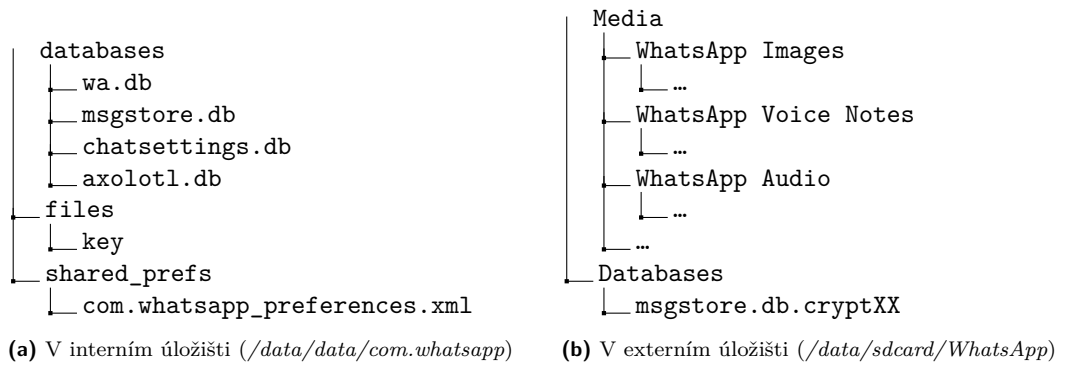 databases
wa.db
msgstore.db
chatsettings.db
axolotl.db
files
key
shared_prefs
com.whatsapp_preferences.xml
(a) V interním úložišti (/data/data/com.whatsapp)
Media
WhatsApp Images
…
WhatsApp Voice Notes
…
WhatsApp Audio
…
…
Databases
msgstore.db.cryptXX
(b) V externím úložišti (/data/sdcard/WhatsApp)